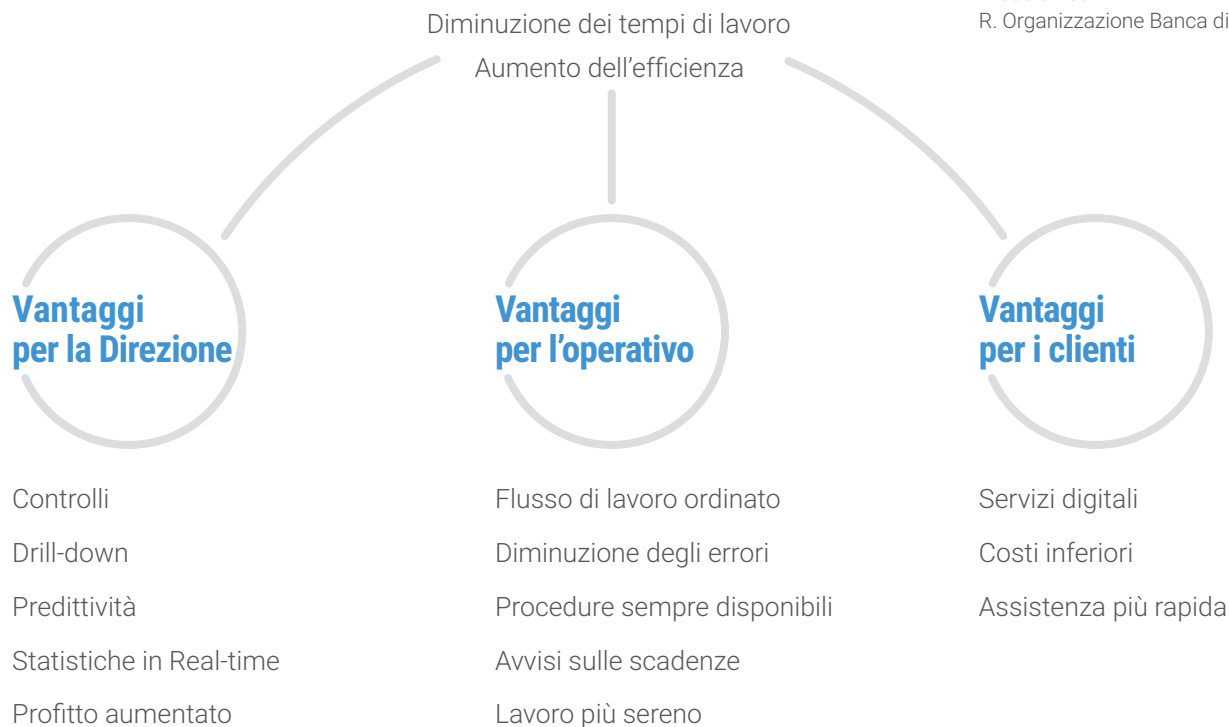 Diminuzione dei tempi di lavoro
Aumento dell'efficienza
R. Organizzazione Banca di
Vantaggi
per la Direzione
Controlli
Drill-down
Predittività
Statistiche in Real-time
Profitto aumentato
Vantaggi
per l'operativo
Flusso di lavoro ordinato
Diminuzione degli errori
Procedure sempre disponibili
Avvisi sulle scadenze
Lavoro più sereno
Vantaggi
per i clienti
Servizi digitali
Costi inferiori
Assistenza più rapida